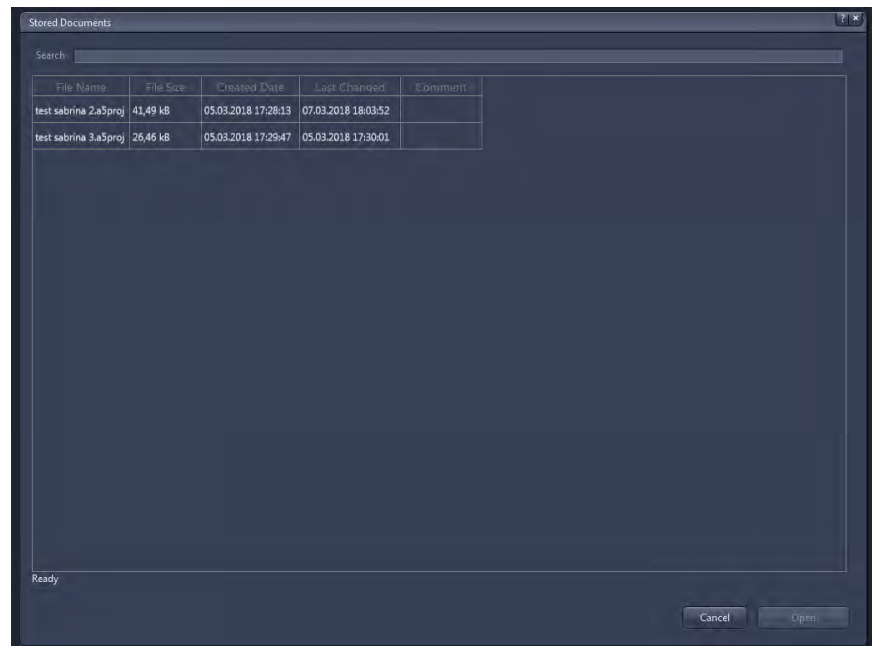 Stored Documents ? ×
Search
File Name File Size Created Date Last Changed Comment
test sabrina 2.a5proj 41,49 kB 05.03.2018 17:28:13 07.03.2018 18:03:52
test sabrina 3.a5proj 26,46 kB 05.03.2018 17:29:47 05.03.2018 17:30:01
Ready
Cancel Open